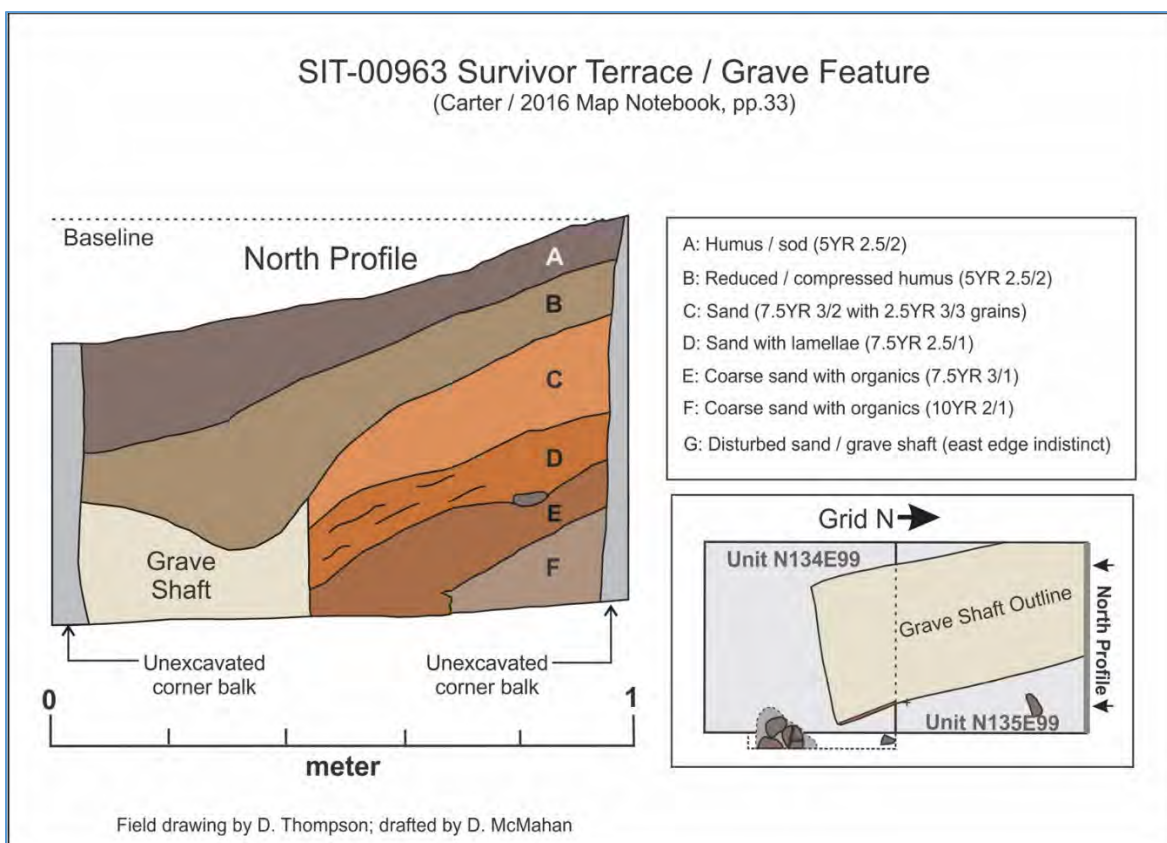 SIT-00963 Survivor Terrace / Grave Feature
(Carter / 2016 Map Notebook, pp.33)
Baseline
North Profile
A
B
C
D
E
F
Grave
Shaft
Unexcavated
corner balk
Unexcavated
corner balk
0
1
meter
A: Humus / sod (5YR 2.5/2)
B: Reduced / compressed humus (5YR 2.5/2)
C: Sand (7.5YR 3/2 with 2.5YR 3/3 grains)
D: Sand with lamellae (7.5YR 2.5/1)
E: Coarse sand with organics (7.5YR 3/1)
F: Coarse sand with organics (10YR 2/1)
G: Disturbed sand / grave shaft (east edge indistinct)
Grid N
Unit N134E99
Grave Shaft Outline
North Profile
Unit N135E99
Field drawing by D. Thompson; drafted by D. McMahan